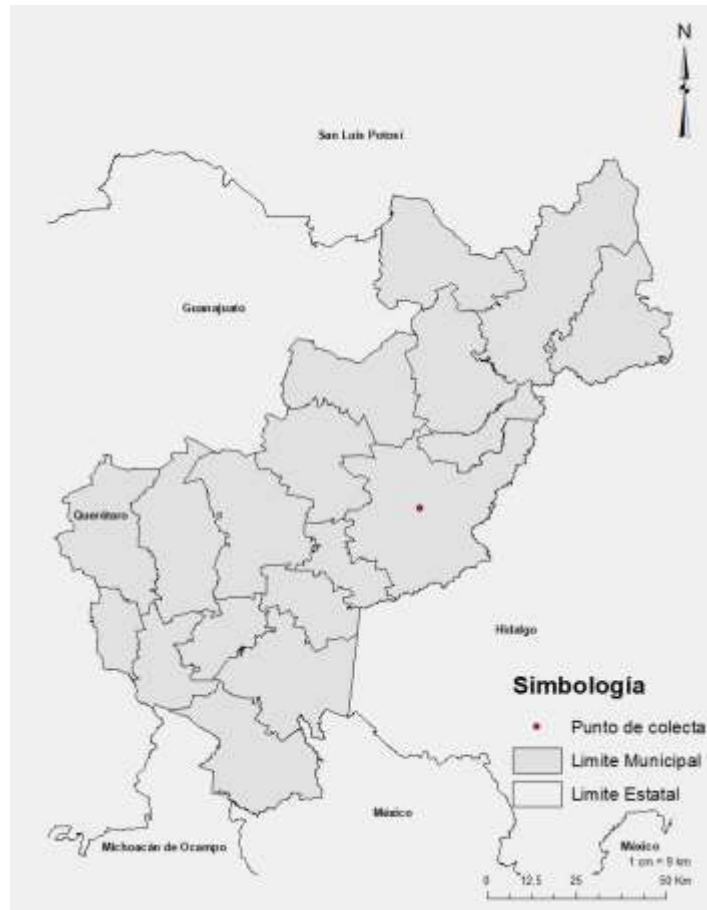 N
San Luis Potosí
Guanajuato
Querétaro
Hidalgo
Simbología
Punto de colecta
Limite Municipal
Limite Estatal
México
Michoacán de Ocampo
México
1 cm = 9 km
0 12.5 25 50 Km